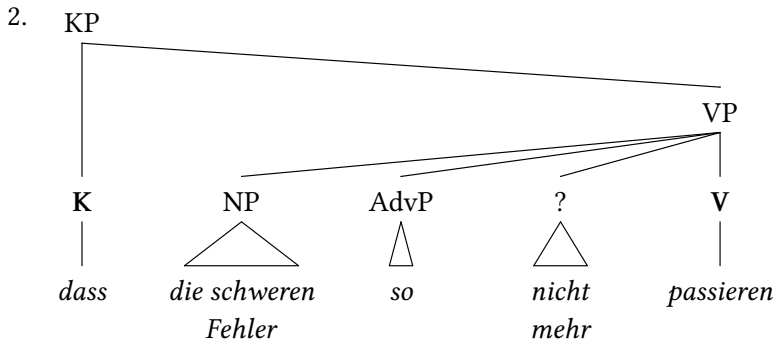 2. KP
VP
K NP AdvP ? V
dass die schweren so nicht passieren
Fehler mehr